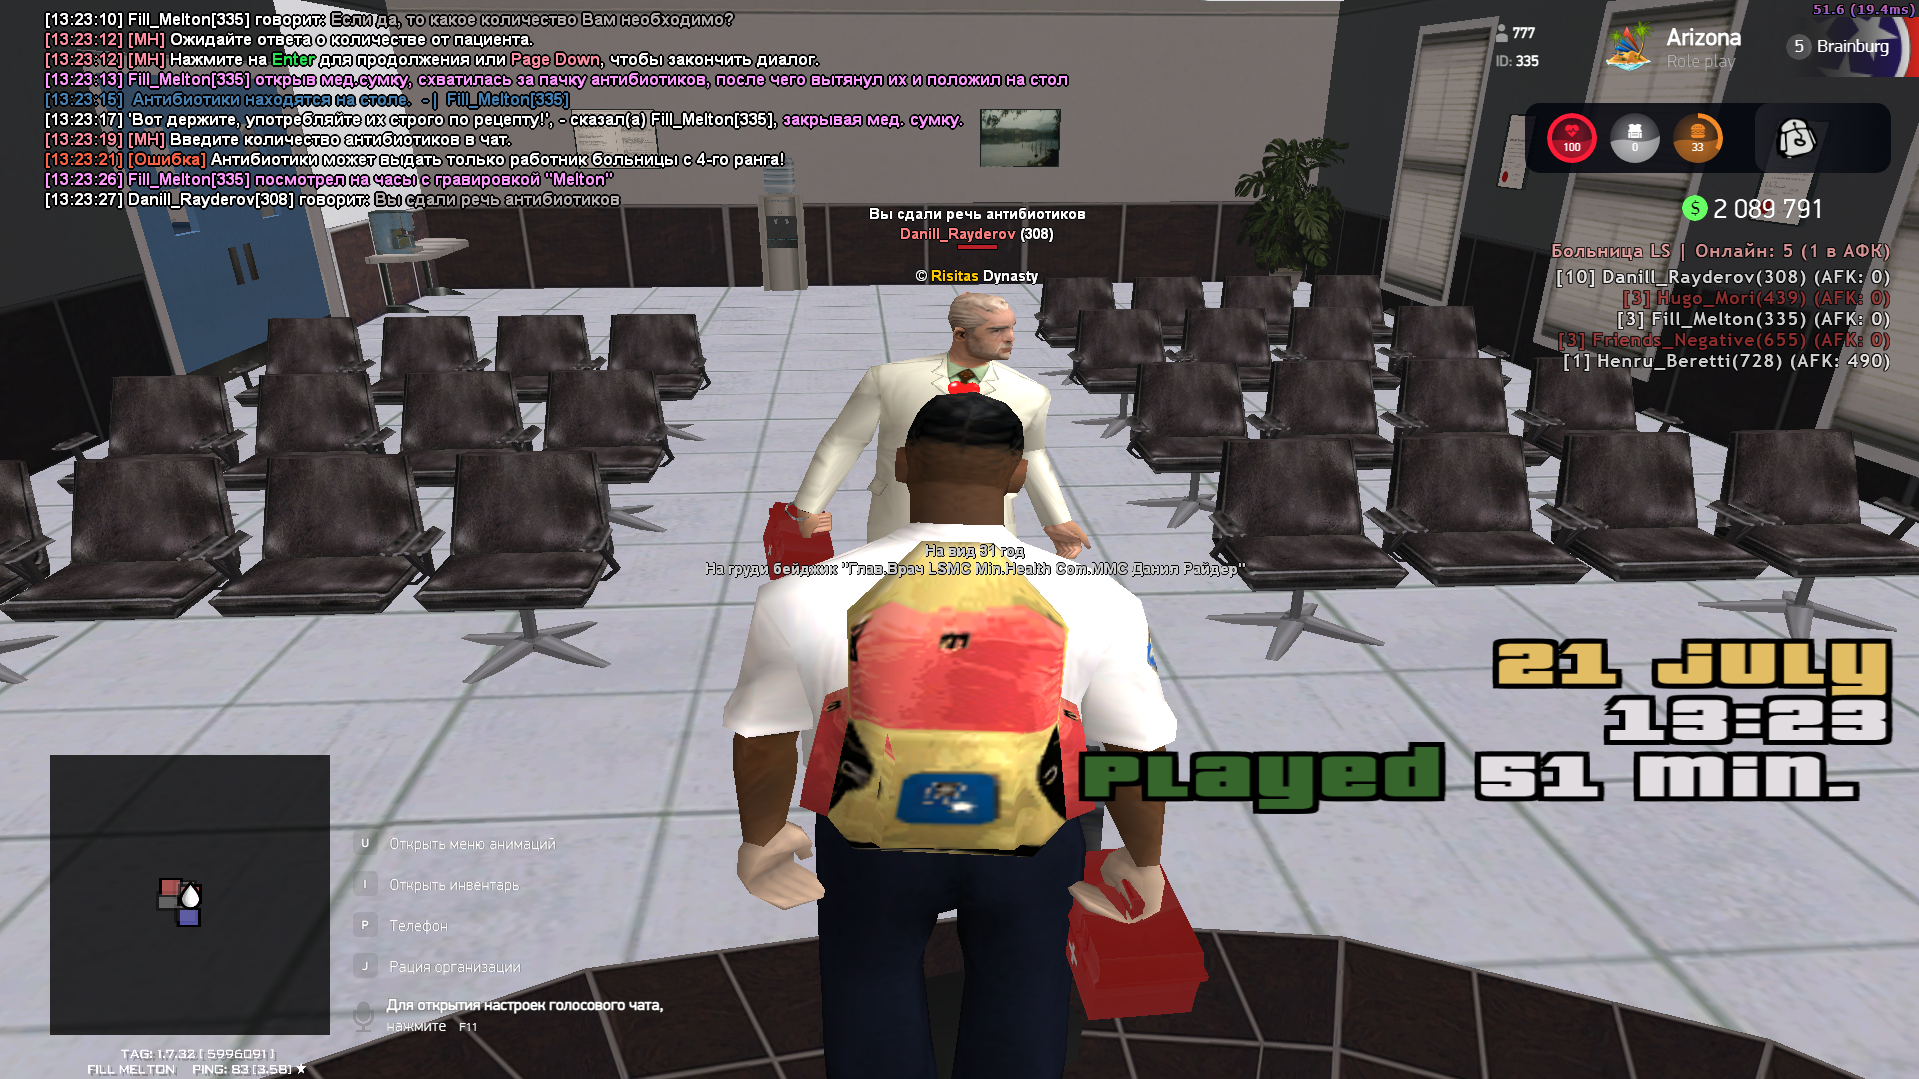 51.6 (19.4ms)
[13:23:10] Fill_Melton[335] говорит: Если да, то какое количество Вам необходимо?
[13:23:12] [MH] Ожидайте ответа о количестве от пациента.
[13:23:12] [MH] Нажмите на Enter для продолжения или Page Down, чтобы закончить диалог.
[13:23:13] Fill_Melton[335] открыв мед.сумку, схватилась за пачку антибиотиков, после чего вытянул их и положил на стол
[13:23:15] Антибиотики находятся на столе. - | Fill_Melton[335]
[13:23:17] 'Вот держите, употребляйте их строго по рецепту!', - сказал(а) Fill_Melton[335], закрывая мед. сумку.
[13:23:19] [MH] Введите количество антибиотиков в чат.
[13:23:21] [Ошибка] Антибиотики может выдать только работник больницы с 4-го ранга!
[13:23:26] Fill_Melton[335] посмотрел на часы с гравировкой "Melton"
[13:23:27] Danill_Rayderov[308] говорит: Вы сдали речь антибиотиков
777
ID: 335
Arizona
Role play
5 Brainburg
100
0
33
$ 2 089 791
Больница LS | Онлайн: 5 (1 в АФК)
[10] Danill_Rayderov(308) (AFK: 0)
[3] Hugo_Mori(439) (AFK: 0)
[3] Fill_Melton(335) (AFK: 0)
[3] Friends_Negative(655) (AFK: 0)
[1] Henru_Beretti(728) (AFK: 490)
Вы сдали речь антибиотиков
Danill_Rayderov (308)
© Risitas Dynasty
На вид 31 год
На груди бейджик "Глав.Врач LSMC Min.Health Com.MMC Данил Райдер"
21 July
13:23
Played 51 min.
U Открыть меню анимаций
I Открыть инвентарь
P Телефон
J Рация организации
Для открытия настроек голосового чата,
нажмите F11
TAG: 1.7.32 [ 5996091 ]
FILL MELTON PING: 83 [3.58] ★